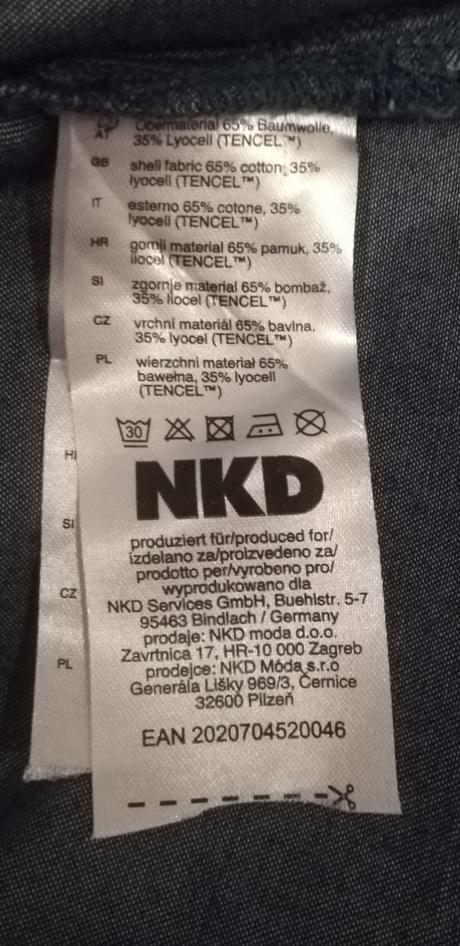 AT Obermaterial 65% Baumwolle,
35% Lyocell (TENCEL™)
GB shell fabric 65% cotton, 35%
lyocell (TENCEL™)
IT esterno 65% cotone, 35%
lyocell (TENCEL™)
HR gornji material 65% pamuk, 35%
liocel (TENCEL™)
SI zgornje material 65% bombaž,
35% liocel (TENCEL™)
CZ vrchní materiál 65% bavlna,
35% lyocel (TENCEL™)
PL wierzchni materiał 65%
bawełna, 35% lyocell
(TENCEL™)
30
NKD
produziert für/produced for/
izdelano za/proizvedeno za/
prodotto per/vyrobeno pro/
wyprodukowano dla
NKD Services GmbH, Buehlstr. 5-7
95463 Bindlach / Germany
prodaje: NKD moda d.o.o.
Zavrtnica 17, HR-10 000 Zagreb
prodejce: NKD Móda s.r.o
Generála Lišky 969/3, Černice
32600 Pilzeň
EAN 2020704520046
SI
CZ
PL